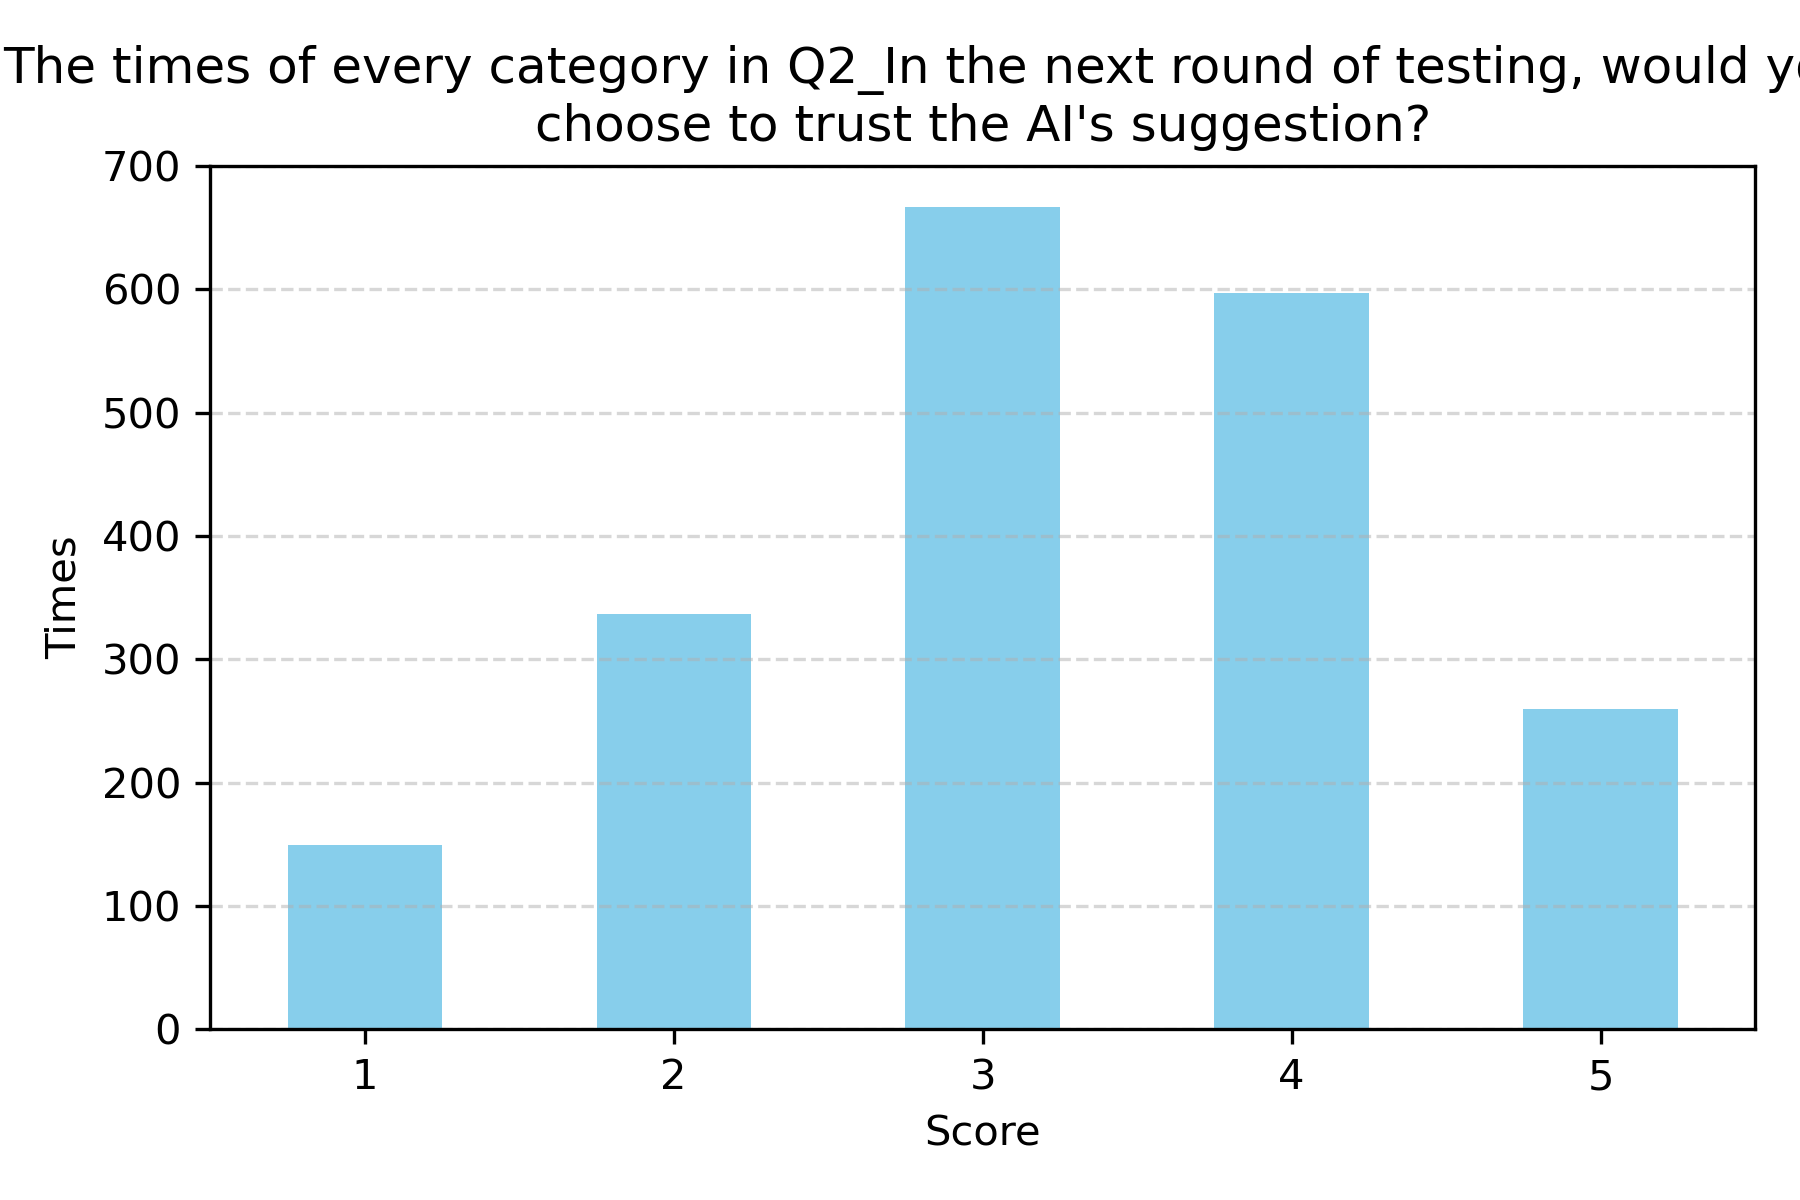 The times of every category in Q2_In the next round of testing, would
choose to trust the AI's suggestion?
700
600
500
400
300
200
100
0
Times
1 2 3 4 5
Score